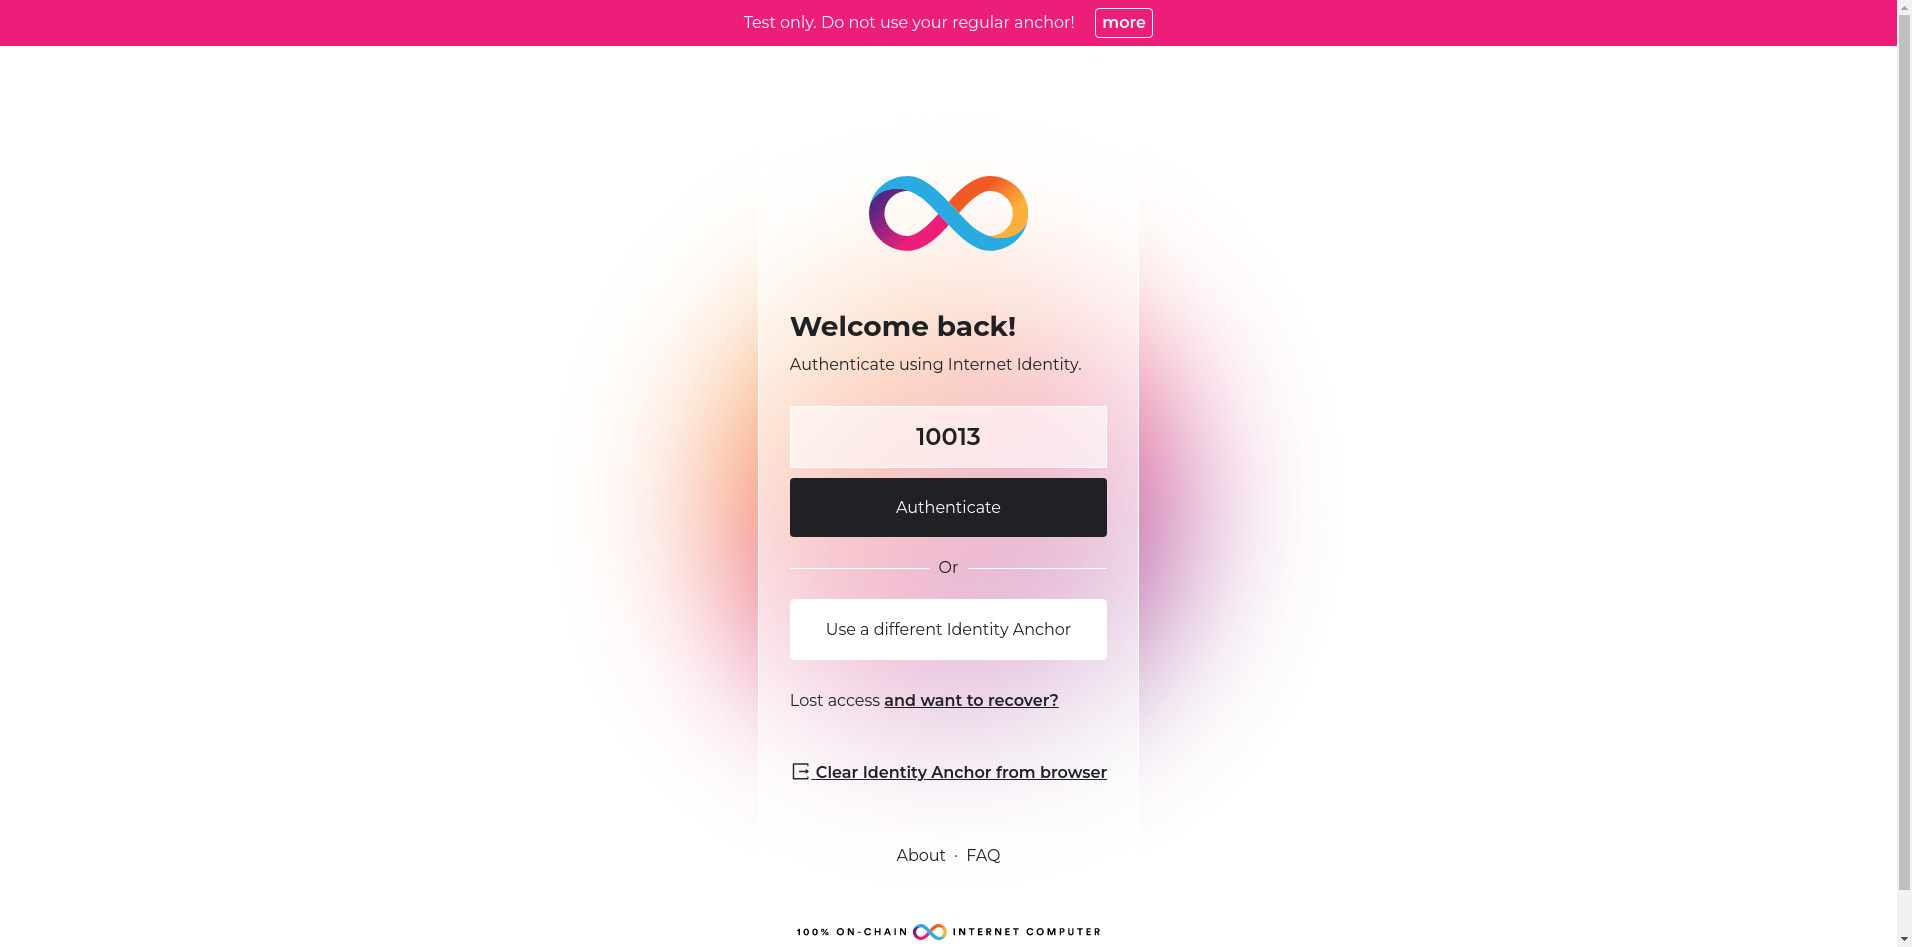 Test only. Do not use your regular anchor! more
Welcome back!
Authenticate using Internet Identity.
10013
Authenticate
Or
Use a different Identity Anchor
Lost access and want to recover?
Clear Identity Anchor from browser
About · FAQ
100% ON-CHAIN INTERNET COMPUTER